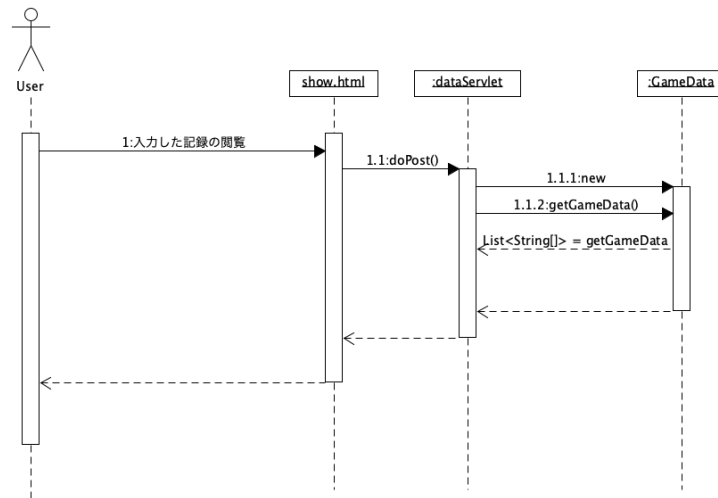 User
show.html
:dataServlet
:GameData
1:入力した記録の閲覧
1.1:doPost()
1.1.1:new
1.1.2:getGameData()
List<String[]> = getGameData